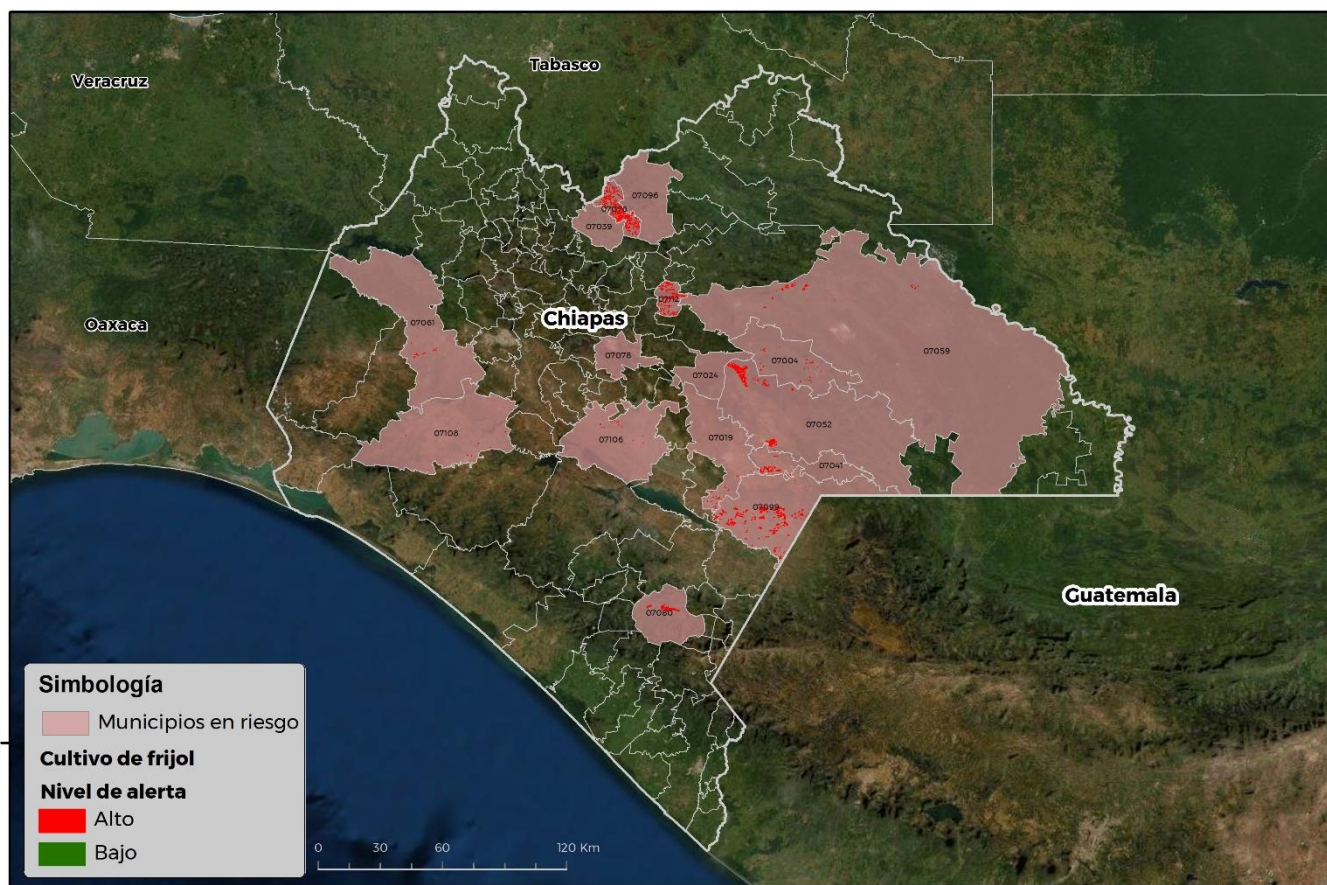 Tabasco
Veracruz
07096
07076
07039
07112
Chiapas
Oaxaca
07061
07078
07004
07059
07024
07108
07106
07019
07052
07041
07099
07080
Guatemala
Simbología
Municipios en riesgo
Cultivo de frijol
Nivel de alerta
Alto
Bajo
0 30 60 120 Km